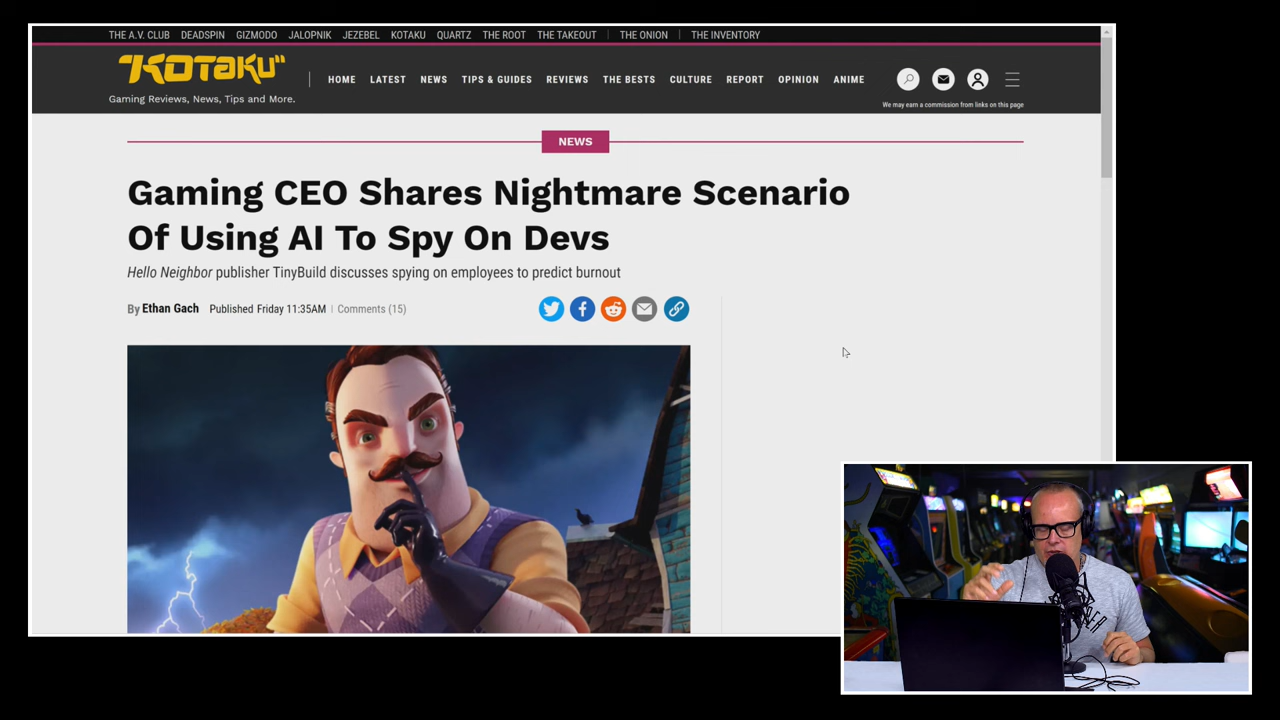 THE A.V. CLUB DEADSPIN GIZMODO JALOPNIK JEZEBEL KOTAKU QUARTZ THE ROOT THE TAKEOUT THE ONION THE INVENTORY
KOTAKU
Gaming Reviews, News, Tips and More.
HOME LATEST NEWS TIPS & GUIDES REVIEWS THE BESTS CULTURE REPORT OPINION ANIME
We may earn a commission from links on this page
NEWS
Gaming CEO Shares Nightmare Scenario
Of Using AI To Spy On Devs
Hello Neighbor publisher TinyBuild discusses spying on employees to predict burnout
By Ethan Gach Published Friday 11:35AM | Comments (15)